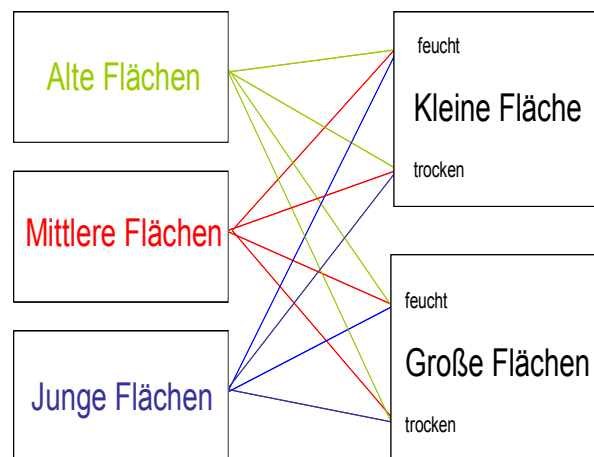 Alte Flächen
Mittlere Flächen
Junge Flächen
feucht
Kleine Fläche
trocken
feucht
Große Flächen
trocken